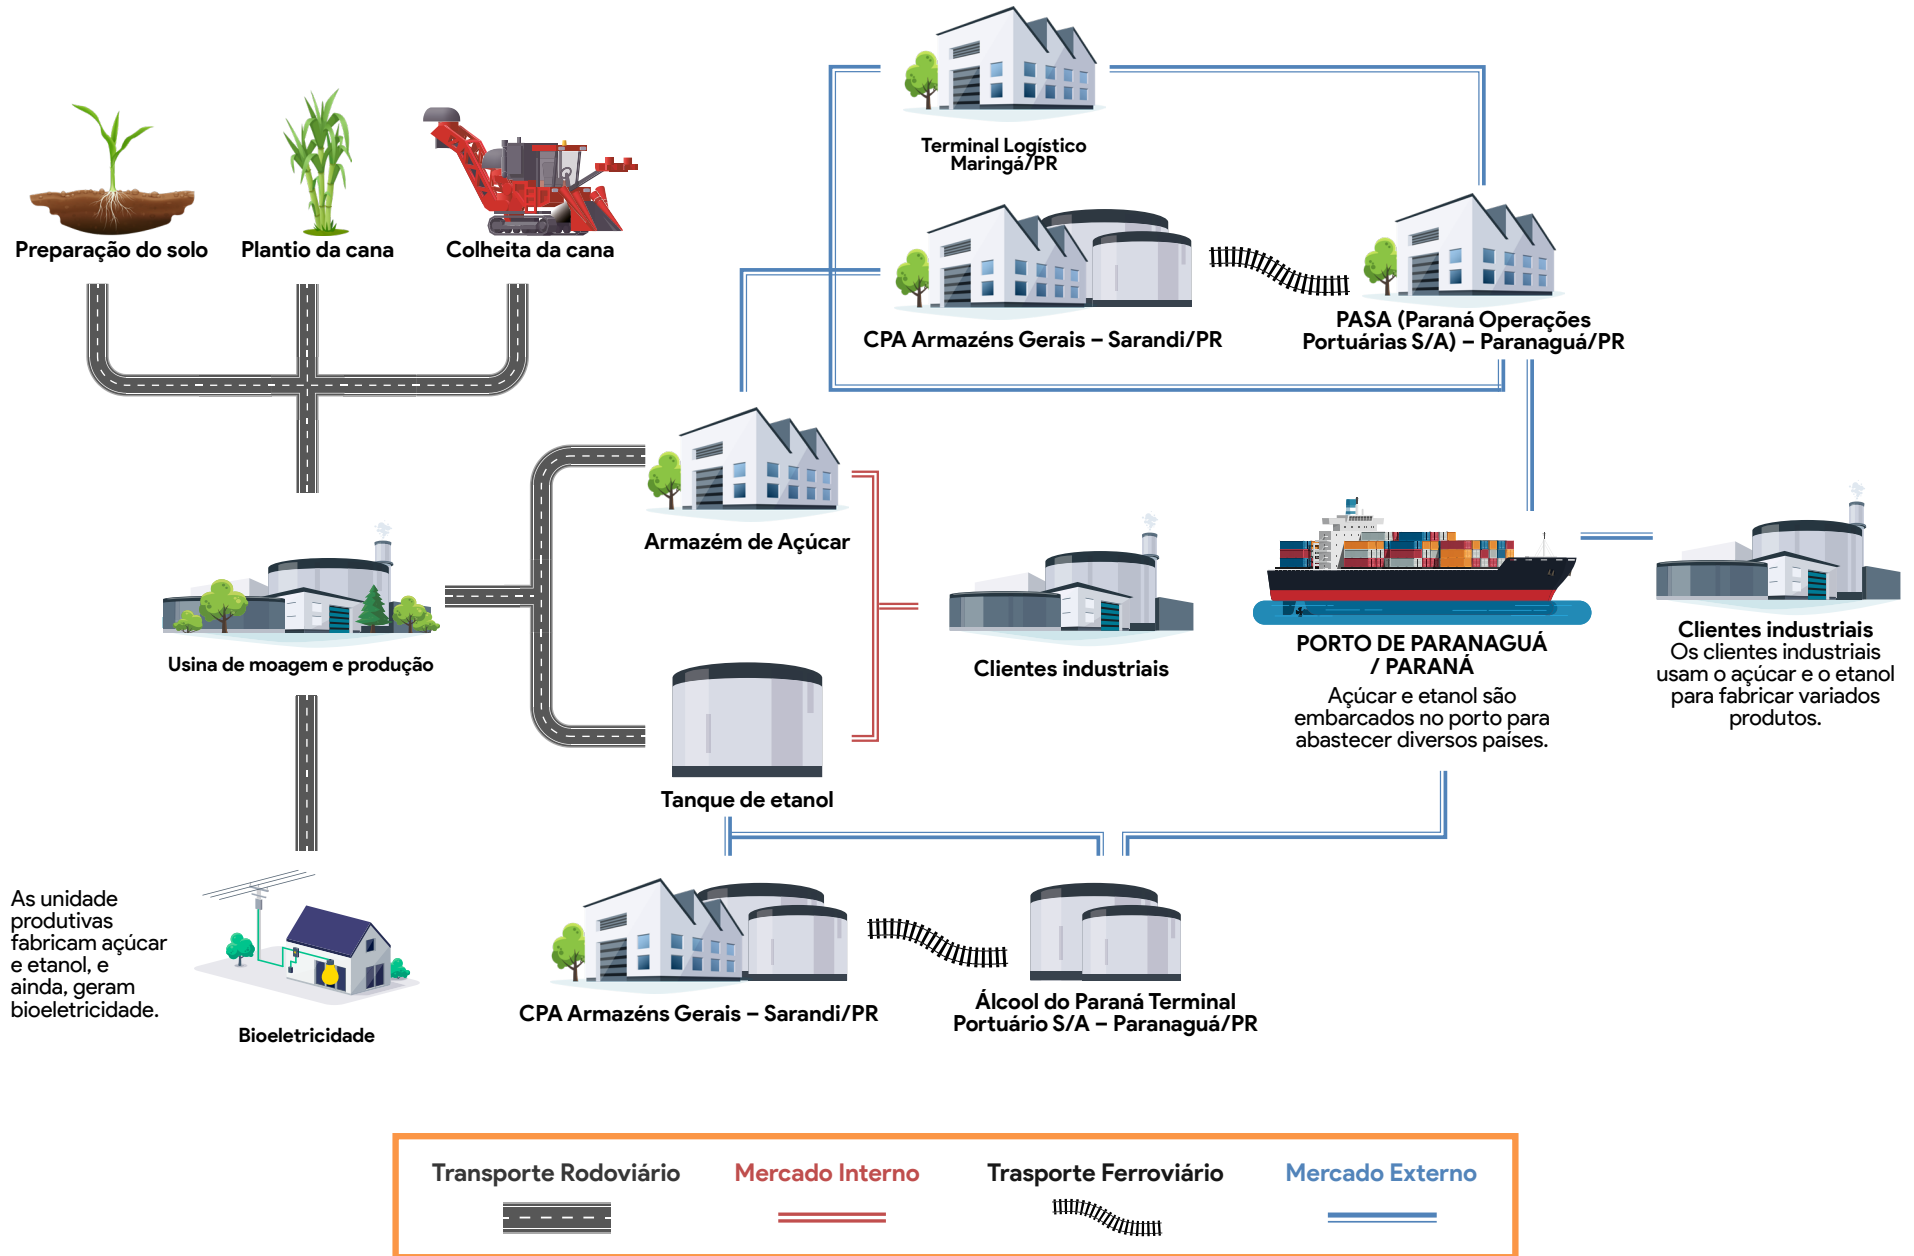 Terminal Logístico
Maringá/PR
Preparação do solo
Plantio da cana
Colheita da cana
CPA Armazéns Gerais – Sarandi/PR
PASA (Paraná Operações
Portuárias S/A) – Paranaguá/PR
Armazém de Açúcar
Usina de moagem e produção
Clientes industriais
PORTO DE PARANAGUÁ
/ PARANÁ
Açúcar e etanol são
embarcados no porto para
abastecer diversos países.
Clientes industriais
Os clientes industriais
usam o açúcar e o etanol
para fabricar variados
produtos.
Tanque de etanol
As unidade
produtivas
fabricam açúcar
e etanol, e
ainda, geram
bioeletricidade.
Bioeletricidade
CPA Armazéns Gerais – Sarandi/PR
Álcool do Paraná Terminal
Portuário S/A – Paranaguá/PR
Transporte Rodoviário
Mercado Interno
Trasporte Ferroviário
Mercado Externo